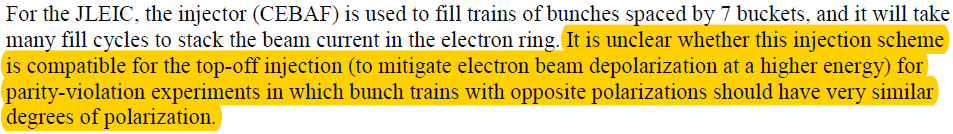 For the JLEIC, the injector (CEBAF) is used to fill trains of bunches spaced by 7 buckets, and it will take
many fill cycles to stack the beam current in the electron ring. It is unclear whether this injection scheme
is compatible for the top-off injection (to mitigate electron beam depolarization at a higher energy) for
parity-violation experiments in which bunch trains with opposite polarizations should have very similar
degrees of polarization.